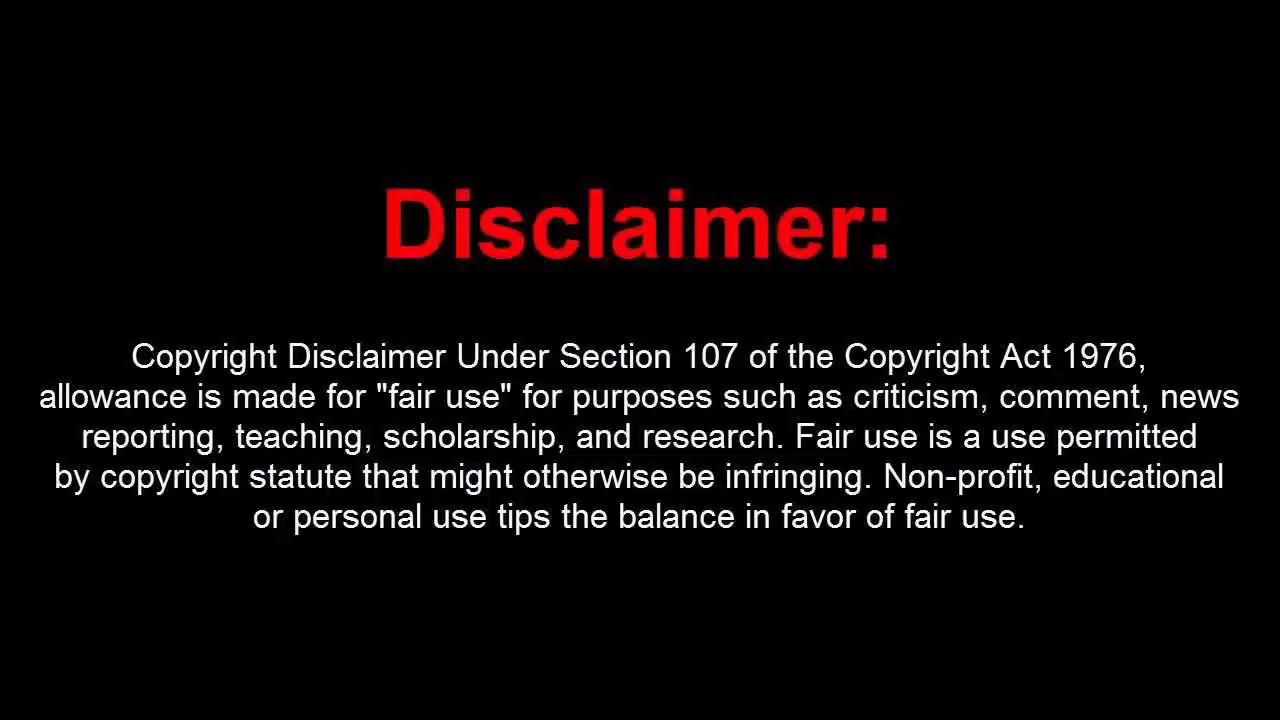 Disclaimer:
Copyright Disclaimer Under Section 107 of the Copyright Act 1976,
allowance is made for "fair use" for purposes such as criticism, comment, news
reporting, teaching, scholarship, and research. Fair use is a use permitted
by copyright statute that might otherwise be infringing. Non-profit, educational
or personal use tips the balance in favor of fair use.